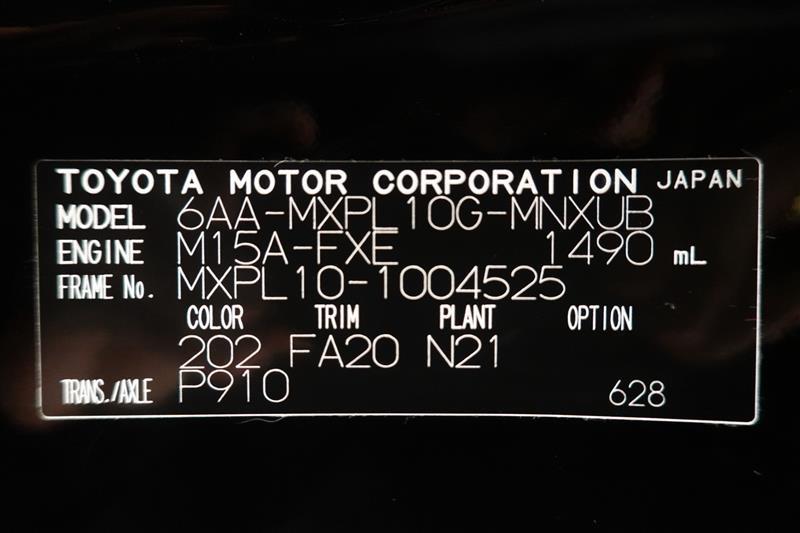 TOYOTA MOTOR CORPORATION JAPAN
MODEL 6AA-MXPL10G-MNXUB
ENGINE M15A-FXE 1490 mL
FRAME No. MXPL10-1004525
COLOR TRIM PLANT OPTION
202 FA20 N21
TRANS./AXLE P910 628